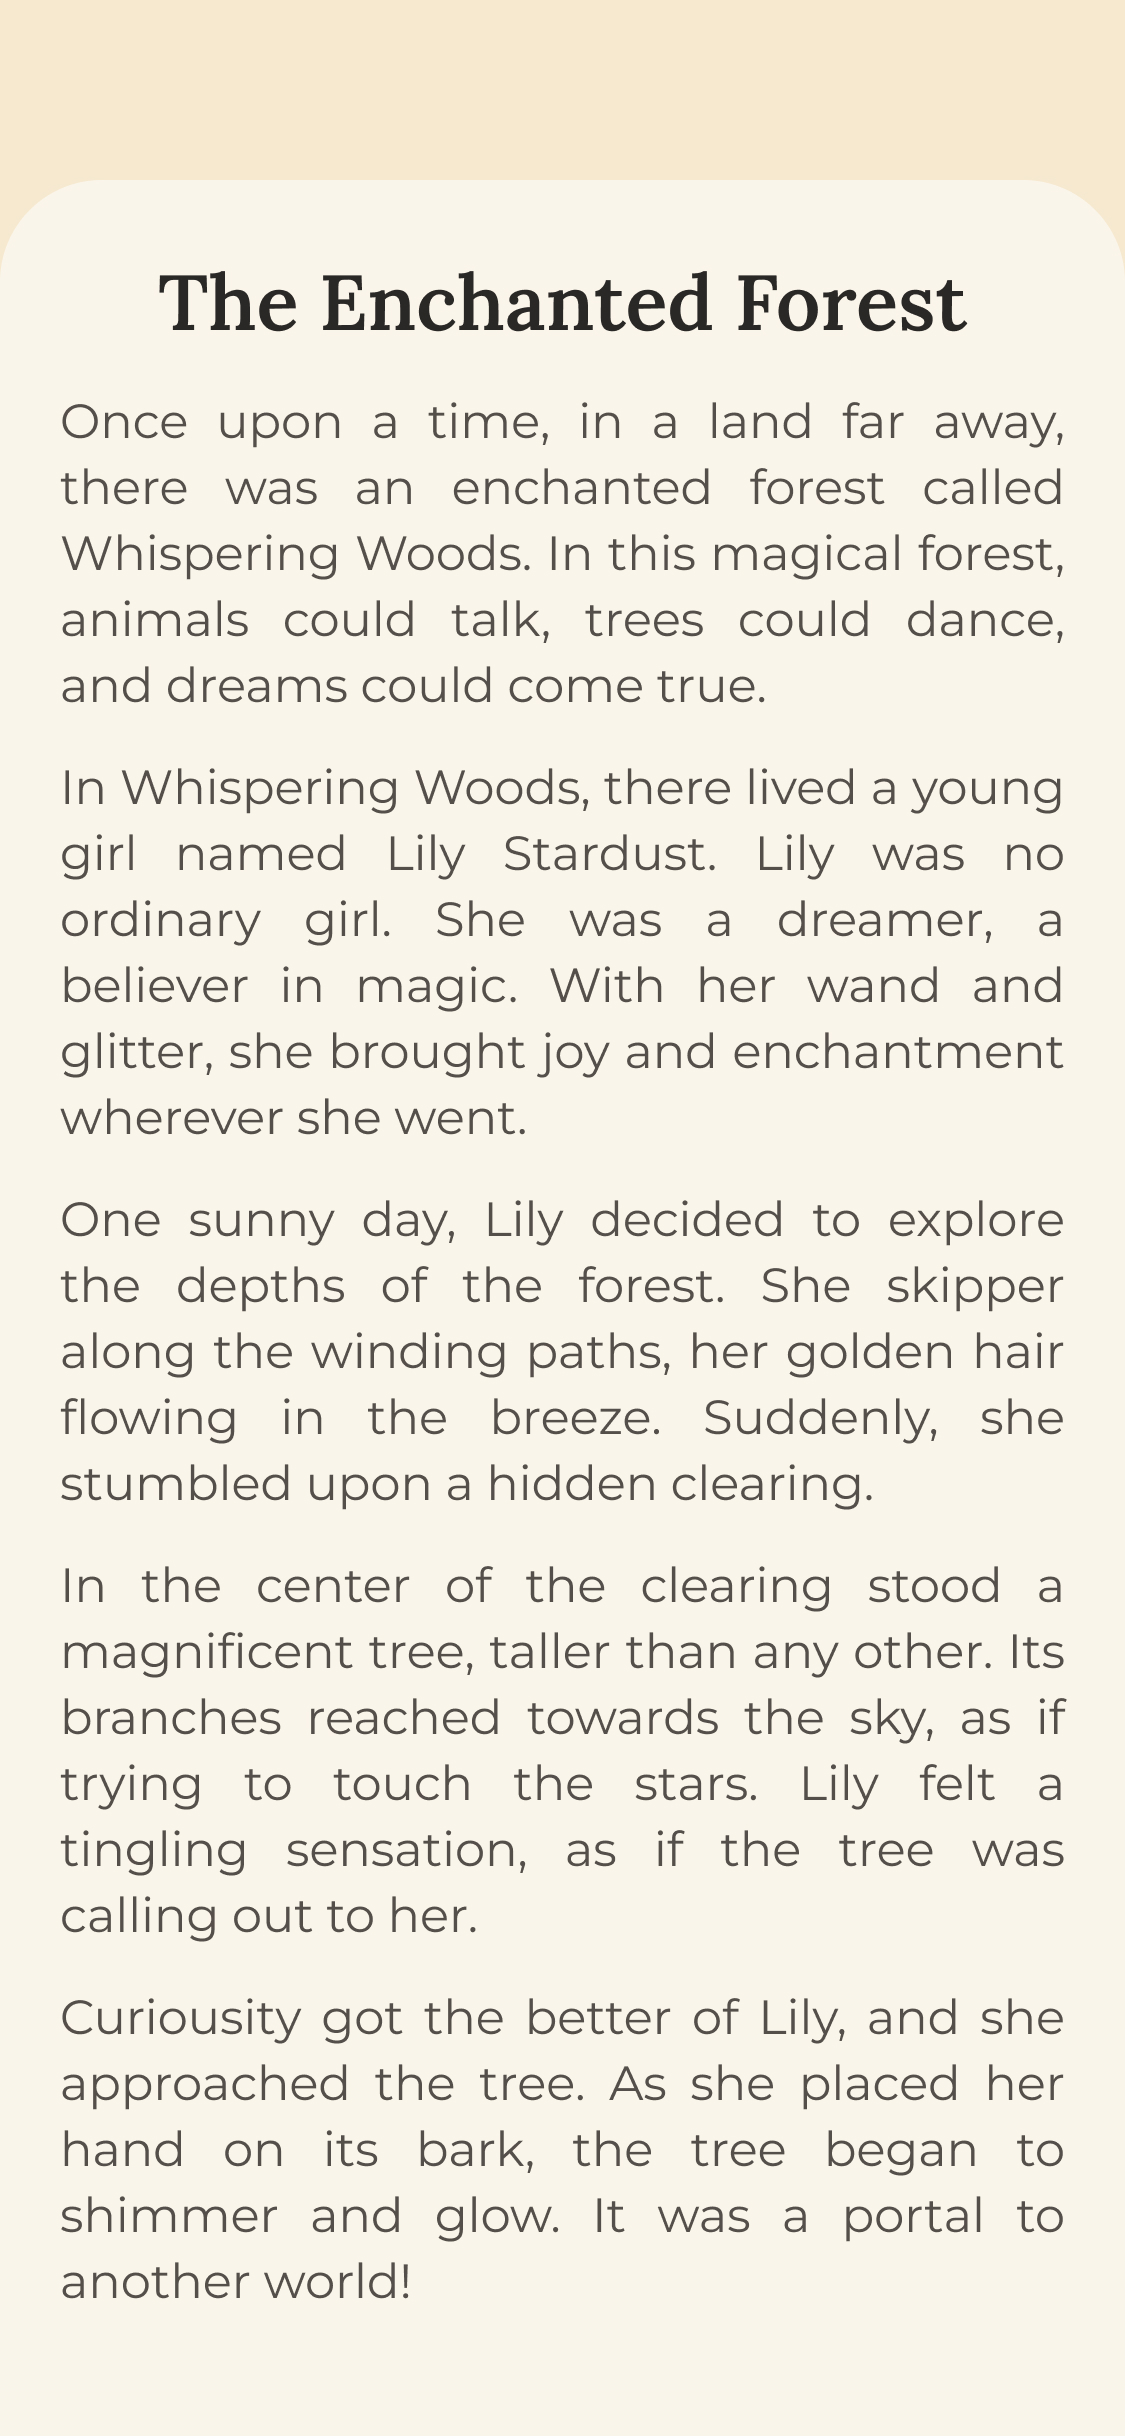 The Enchanted Forest
Once upon a time, in a land far away,
there was an enchanted forest called
Whispering Woods. In this magical forest,
animals could talk, trees could dance,
and dreams could come true.
In Whispering Woods, there lived a young
girl named Lily Stardust. Lily was no
ordinary girl. She was a dreamer, a
believer in magic. With her wand and
glitter, she brought joy and enchantment
wherever she went.
One sunny day, Lily decided to explore
the depths of the forest. She skipper
along the winding paths, her golden hair
flowing in the breeze. Suddenly, she
stumbled upon a hidden clearing.
In the center of the clearing stood a
magnificent tree, taller than any other. Its
branches reached towards the sky, as if
trying to touch the stars. Lily felt a
tingling sensation, as if the tree was
calling out to her.
Curiousity got the better of Lily, and she
approached the tree. As she placed her
hand on its bark, the tree began to
shimmer and glow. It was a portal to
another world!